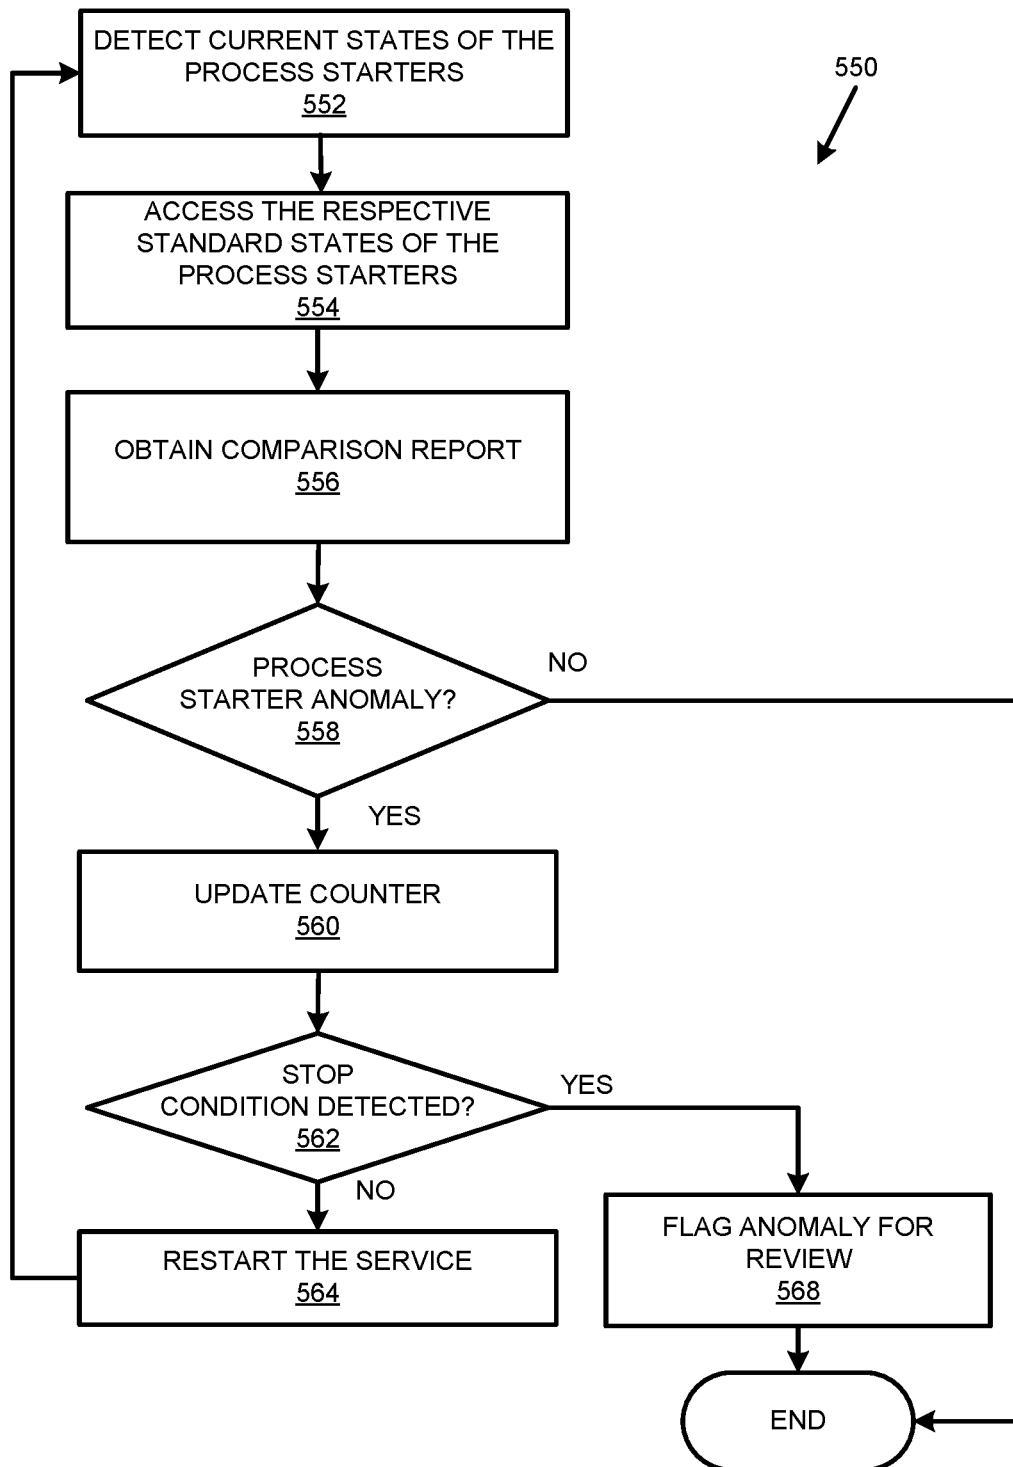 DETECT CURRENT STATES OF THE
PROCESS STARTERS
552
550
ACCESS THE RESPECTIVE
STANDARD STATES OF THE
PROCESS STARTERS
554
OBTAIN COMPARISON REPORT
556
PROCESS
STARTER ANOMALY?
558
NO
YES
UPDATE COUNTER
560
STOP
CONDITION DETECTED?
562
YES
NO
RESTART THE SERVICE
564
FLAG ANOMALY FOR
REVIEW
568
END